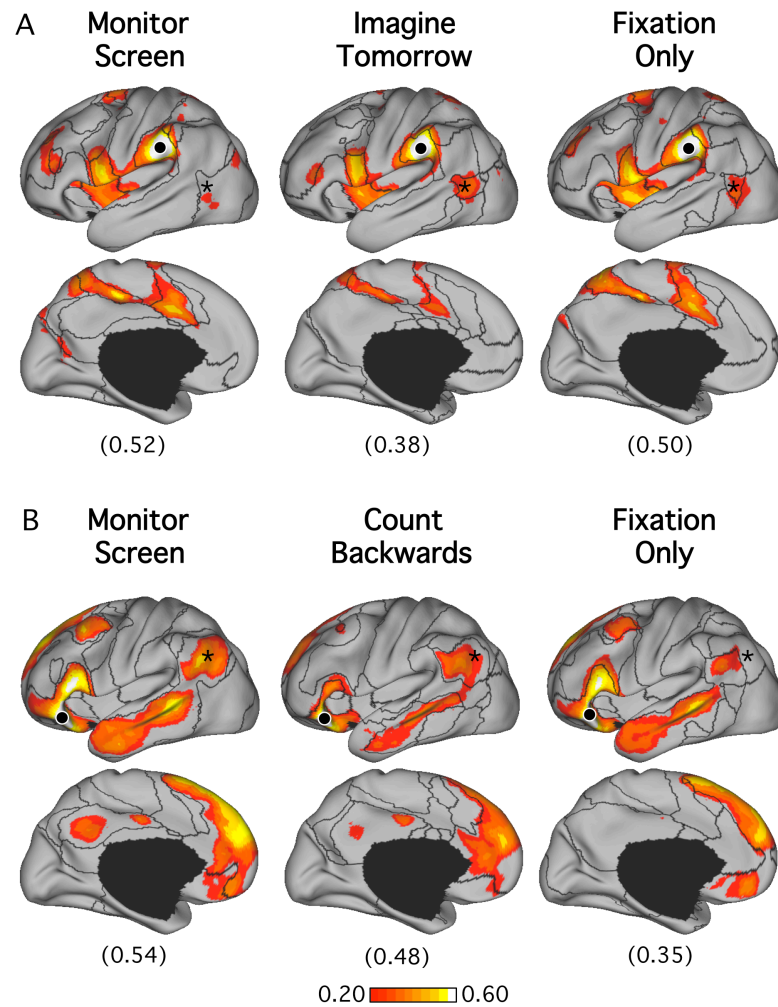 A
Monitor Screen
Imagine Tomorrow
Fixation Only
*
*
*
(0.52)
(0.38)
(0.50)
B
Monitor Screen
Count Backwards
Fixation Only
*
*
*
(0.54)
(0.48)
(0.35)
0.20
0.60